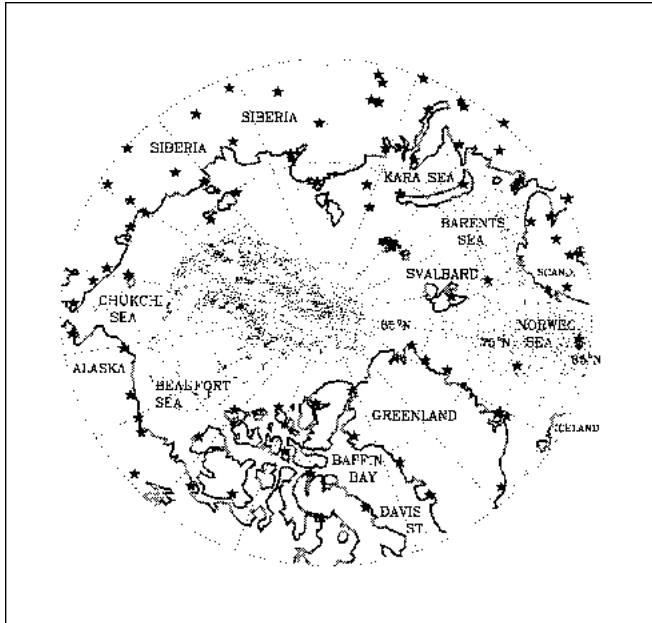 SIBERIA
SIBERIA
KARA SEA
BARENTS
SEA
SVALBARD
SCAND.
CHUKCHI
SEA
85°N
75°N
NORWEG.
SEA
65°N
ALASKA
BEAUFORT
SEA
GREENLAND
ICELAND
BAFFIN
BAY
DAVIS
ST.